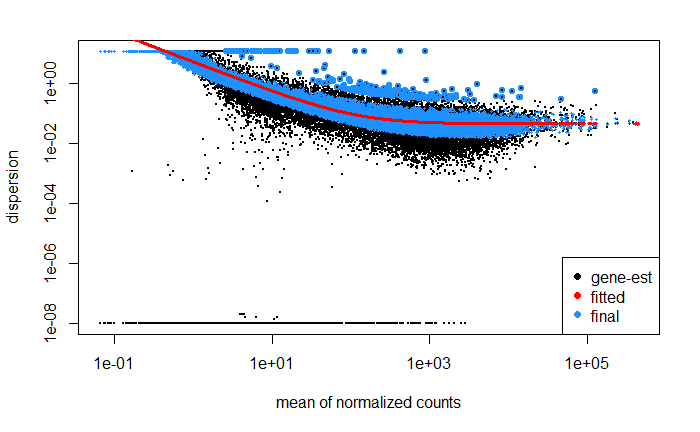 dispersion
1e+00
1e-02
1e-04
1e-06
1e-08
gene-est
fitted
final
1e-01
1e+01
1e+03
1e+05
mean of normalized counts